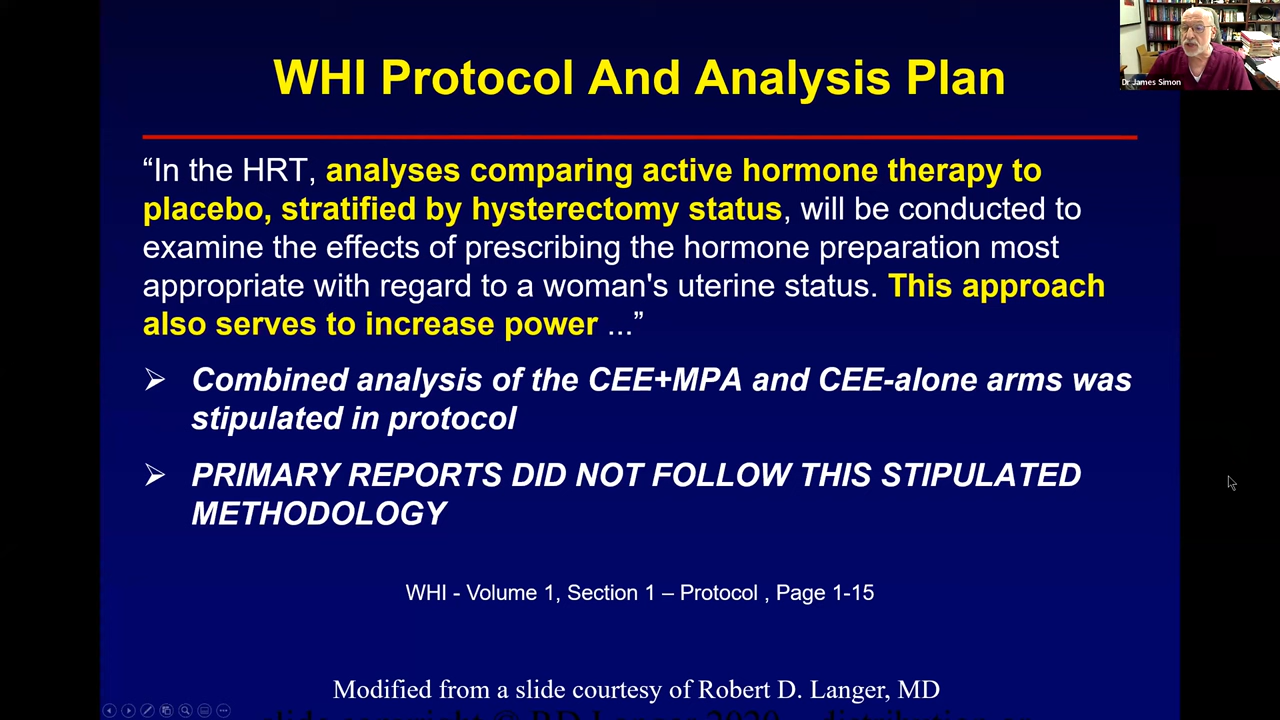 WHI Protocol And Analysis Plan
Dr James Simon
“In the HRT, analyses comparing active hormone therapy to
placebo, stratified by hysterectomy status, will be conducted to
examine the effects of prescribing the hormone preparation most
appropriate with regard to a woman's uterine status. This approach
also serves to increase power ...”
➢ Combined analysis of the CEE+MPA and CEE-alone arms was
stipulated in protocol
➢ PRIMARY REPORTS DID NOT FOLLOW THIS STIPULATED
METHODOLOGY
WHI - Volume 1, Section 1 – Protocol , Page 1-15
Modified from a slide courtesy of Robert D. Langer, MD